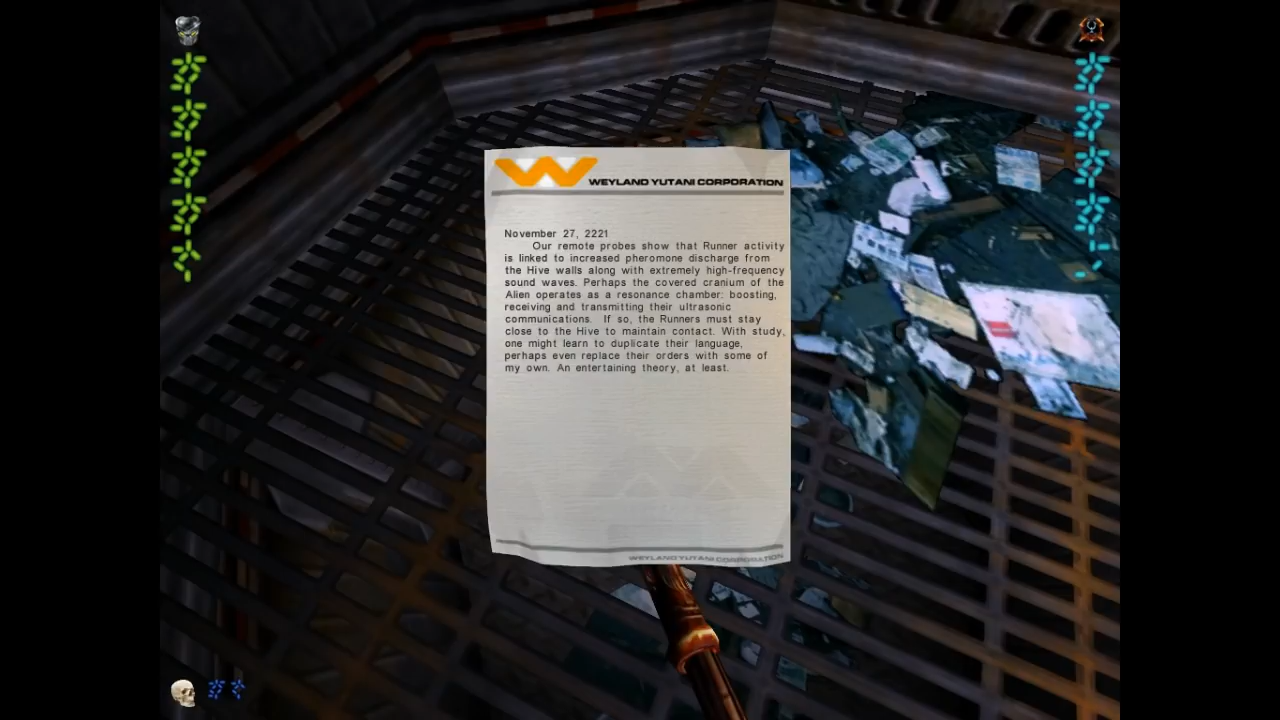 WEYLAND YUTANI CORPORATION
November 27, 2221
Our remote probes show that Runner activity
is linked to increased pheromone discharge from
the Hive walls along with extremely high-frequency
sound waves. Perhaps the covered cranium of the
Alien operates as a resonance chamber: boosting,
receiving and transmitting their ultrasonic
communications. If so, the Runners must stay
close to the Hive to maintain contact. With study,
one might learn to duplicate their language,
perhaps even replace their orders with some of
my own. An entertaining theory, at least.
WEYLAND YUTANI CORPORATION